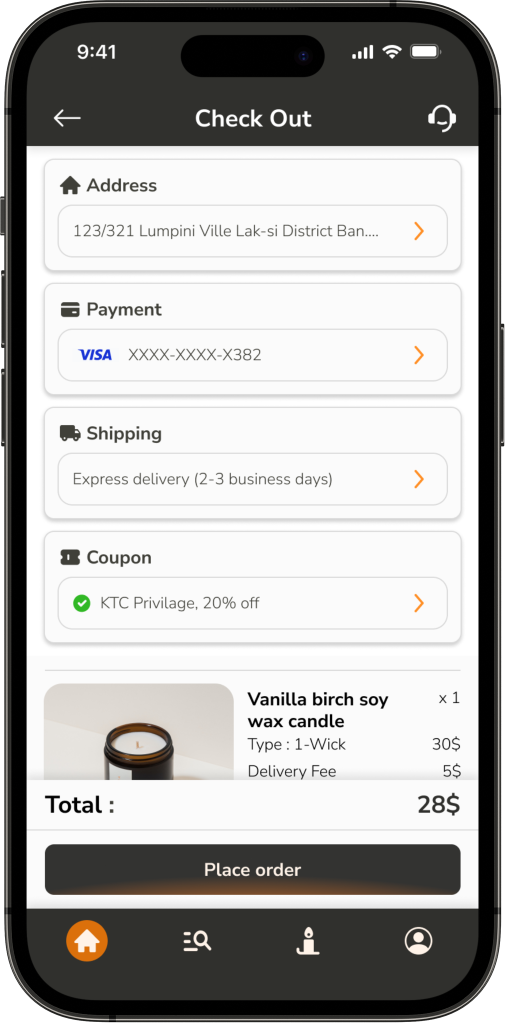 9:41
Check Out
Address
123/321 Lumpini Ville Lak-si District Ban....
Payment
VISA XXXX-XXXX-X382
Shipping
Express delivery (2-3 business days)
Coupon
KTC Privilage, 20% off
Vanilla birch soy x 1
wax candle
Type : 1-Wick 30$
Delivery Fee 5$
Total : 28$
Place order